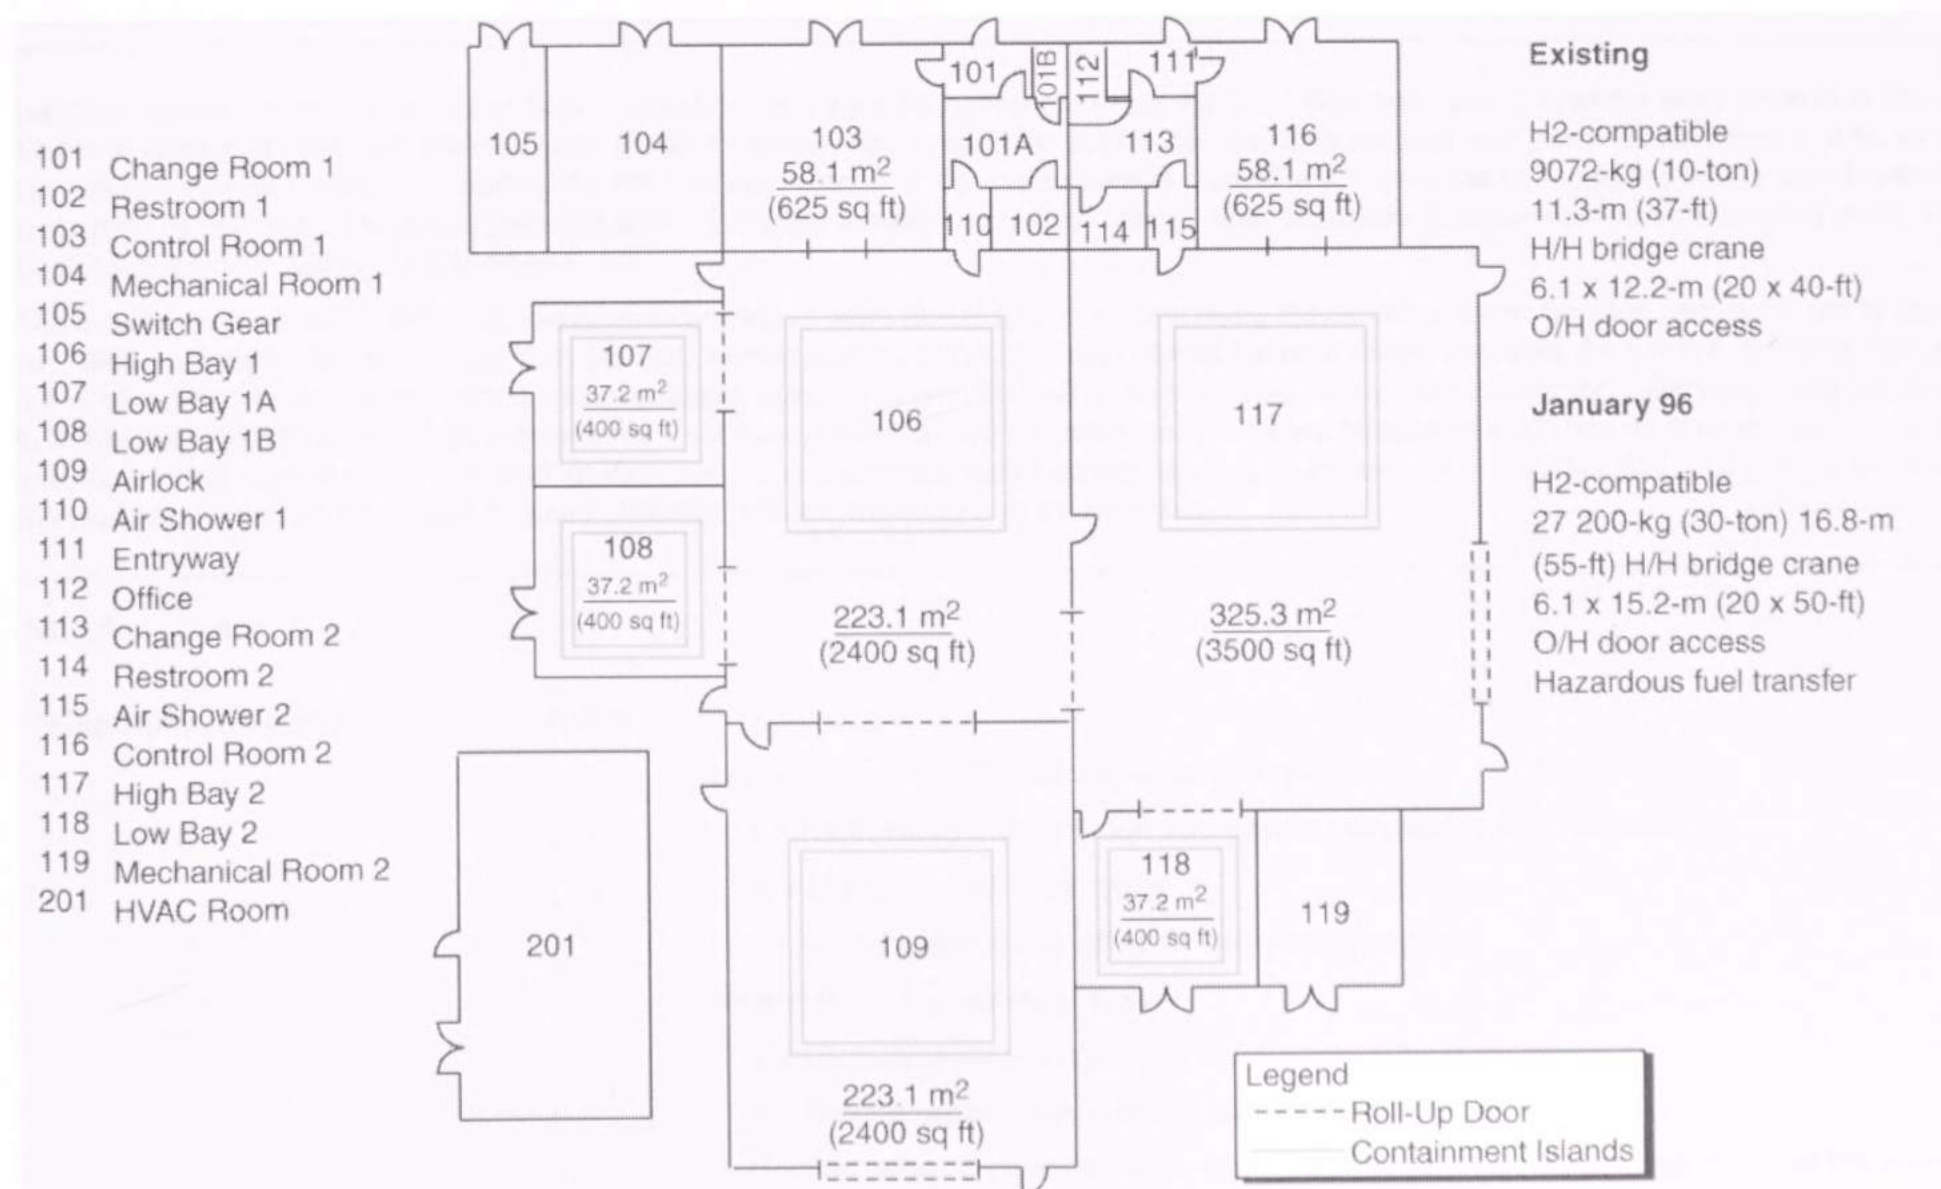 101 Change Room 1
102 Restroom 1
103 Control Room 1
104 Mechanical Room 1
105 Switch Gear
106 High Bay 1
107 Low Bay 1A
108 Low Bay 1B
109 Airlock
110 Air Shower 1
111 Entryway
112 Office
113 Change Room 2
114 Restroom 2
115 Air Shower 2
116 Control Room 2
117 High Bay 2
118 Low Bay 2
119 Mechanical Room 2
201 HVAC Room
105
104
103
58.1 m2
(625 sq ft)
101
101B
112
111
101A
113
110
102
114
115
116
58.1 m2
(625 sq ft)
107
37.2 m2
(400 sq ft)
108
37.2 m2
(400 sq ft)
106
223.1 m2
(2400 sq ft)
117
325.3 m2
(3500 sq ft)
201
109
223.1 m2
(2400 sq ft)
118
37.2 m2
(400 sq ft)
119
Existing
H2-compatible
9072-kg (10-ton)
11.3-m (37-ft)
H/H bridge crane
6.1 x 12.2-m (20 x 40-ft)
O/H door access
January 96
H2-compatible
27 200-kg (30-ton) 16.8-m
(55-ft) H/H bridge crane
6.1 x 15.2-m (20 x 50-ft)
O/H door access
Hazardous fuel transfer
Legend
Roll-Up Door
Containment Islands